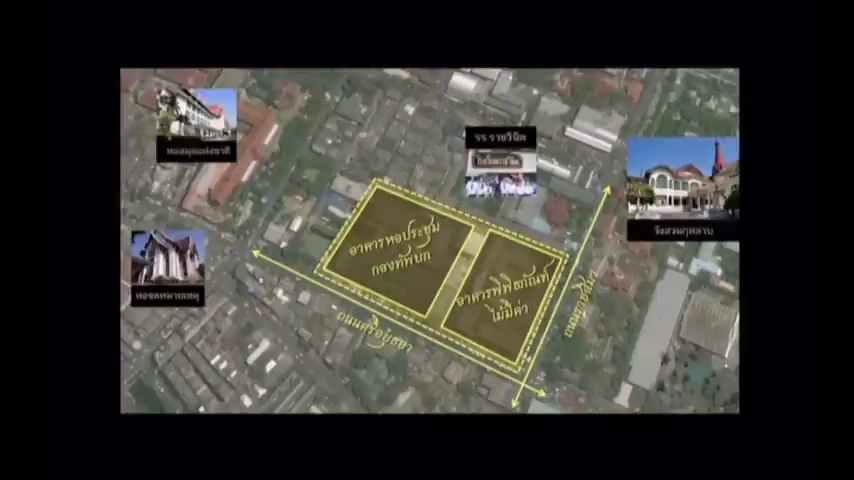 หอสมุดแห่งชาติ
รร.ราชวินิต
วังสวนกุหลาบ
หอจดหมายเหตุ
อาคารหอประชุม
กองทัพบก
อาคารพิพิธภัณฑ์
ไม้มีค่า
ถนนศรีอยุธยา
ถนนราชสีมา